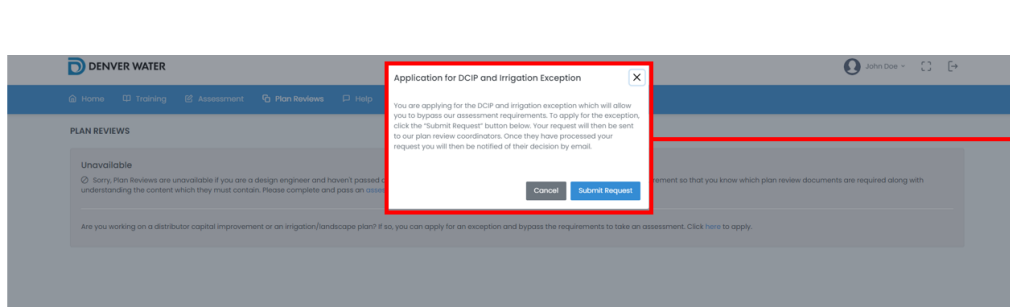 DENVER WATER
John Doe
Home Training Assessment Plan Reviews Help
PLAN REVIEWS
Unavailable
Sorry, Plan Reviews are unavailable if you are a design engineer and haven't passed
rement so that you know which plan review documents are required along with
understanding the content which they must contain. Please complete and pass an
Are you working on a distributor capital improvement or an irrigation/landscape plan? If so, you can apply for an exception and bypass the requirements to take an assessment. Click here to apply.
Application for DCIP and Irrigation Exception
You are applying for the DCIP and irrigation exception which will allow
you to bypass our assessment requirements. To apply for the exception,
click the "Submit Request" button below. Your request will then be sent
to our plan review coordinators. Once they have processed your
request you will then be notified of their decision by email.
Cancel Submit Request